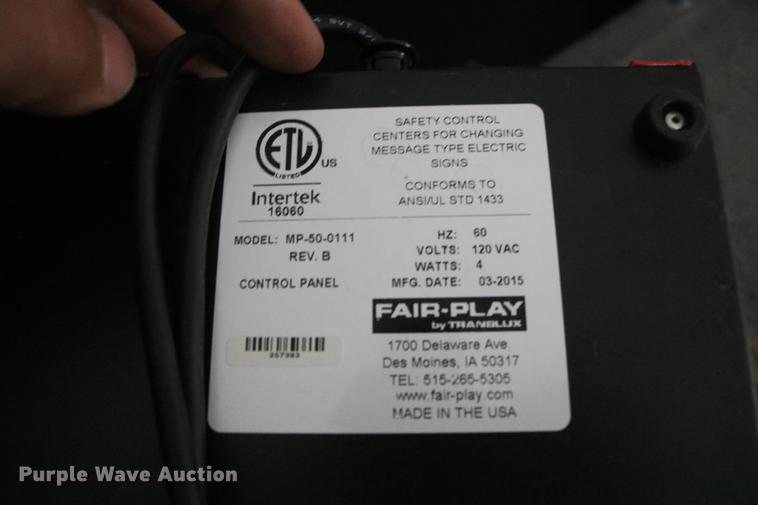 SVT
ETL
LISTED
US
Intertek
16060
SAFETY CONTROL
CENTERS FOR CHANGING
MESSAGE TYPE ELECTRIC
SIGNS
CONFORMS TO
ANSI/UL STD 1433
MODEL: MP-50-0111
REV. B
CONTROL PANEL
HZ: 60
VOLTS: 120 VAC
WATTS: 4
MFG. DATE: 03-2015
FAIR-PLAY
by TRANSLUX
1700 Delaware Ave.
Des Moines, IA 50317
TEL: 515-265-5305
www.fair-play.com
MADE IN THE USA
257393
Purple Wave Auction